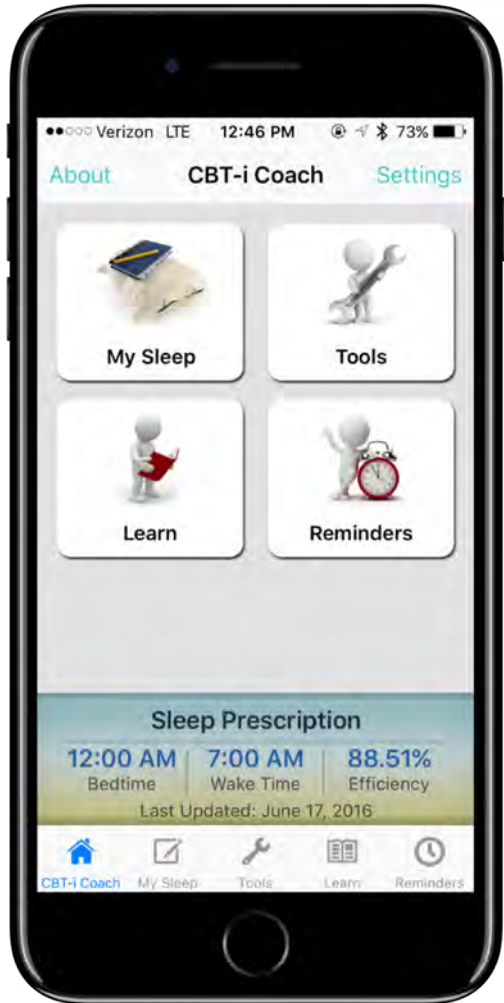 Verizon LTE 12:46 PM 73%
About CBT-i Coach Settings
My Sleep Tools
Learn Reminders
Sleep Prescription
12:00 AM 7:00 AM 88.51%
Bedtime Wake Time Efficiency
Last Updated: June 17, 2016
CBT-i Coach My Sleep Tools Learn Reminders